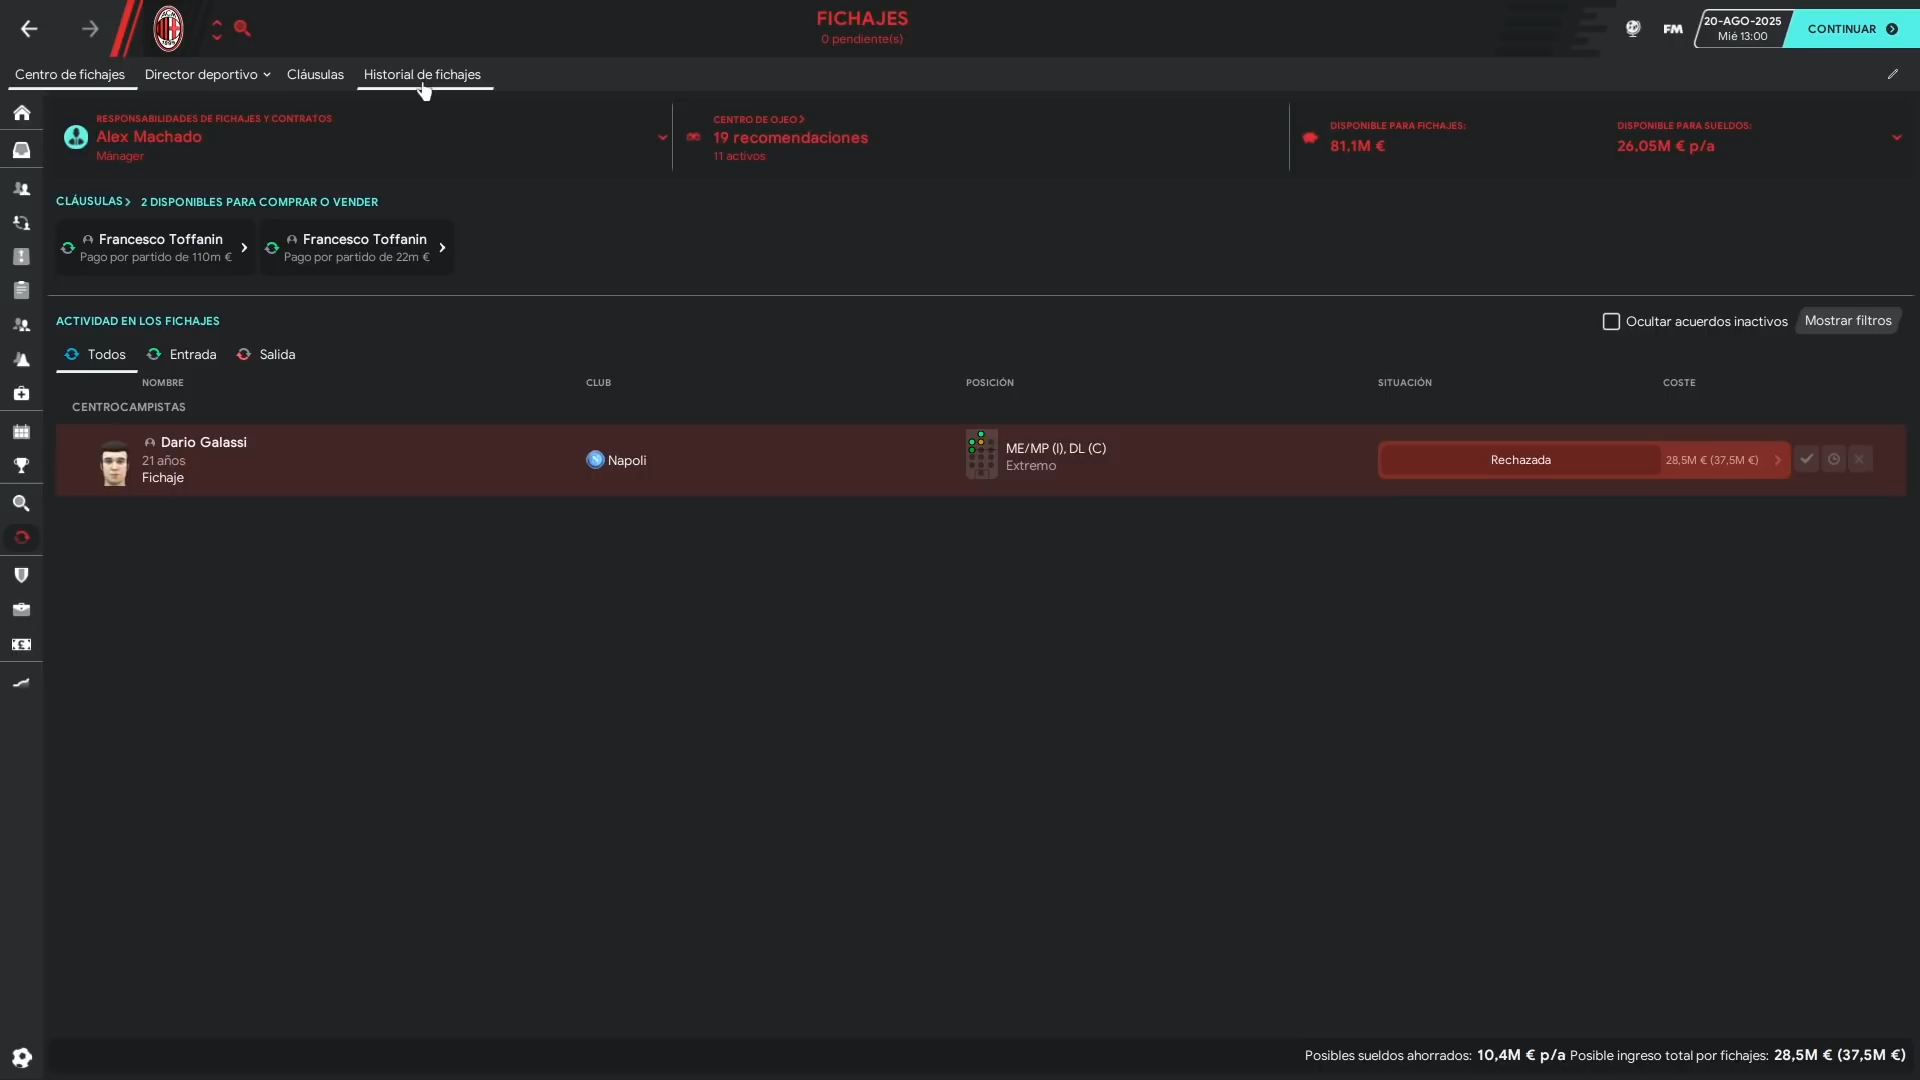 FICHAJES
0 pendiente(s)
FM
20-AGO-2025
Mié 13:00
CONTINUAR
Centro de fichajes
Director deportivo
Cláusulas
Historial de fichajes
RESPONSABILIDADES DE FICHAJES Y CONTRATOS
Alex Machado
Mánager
CENTRO DE OJEO
19 recomendaciones
11 activos
DISPONIBLE PARA FICHAJES:
81,1M €
DISPONIBLE PARA SUELDOS:
26,05M € p/a
CLÁUSULAS 2 DISPONIBLES PARA COMPRAR O VENDER
Francesco Toffanin
Pago por partido de 110m €
Francesco Toffanin
Pago por partido de 22m €
ACTIVIDAD EN LOS FICHAJES
Ocultar acuerdos inactivos
Mostrar filtros
Todos
Entrada
Salida
NOMBRE
CLUB
POSICIÓN
SITUACIÓN
COSTE
CENTROCAMPISTAS
Dario Galassi
21 años
Fichaje
Napoli
ME/MP (I), DL (C)
Extremo
Rechazada
28,5M € (37,5M €)
Posibles sueldos ahorrados: 10,4M € p/a Posible ingreso total por fichajes: 28,5M € (37,5M €)